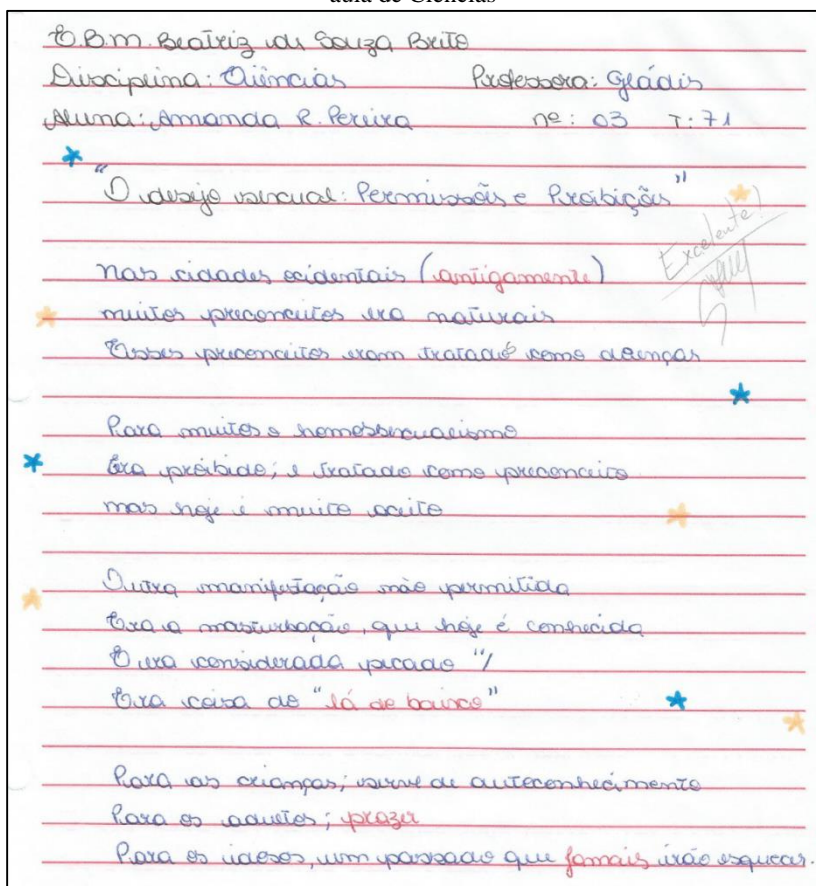 aula de Ciências
E.B.M. Beatriz de Souza Brito
Disciplina: Ciências Professora: Gládis
Aluna: Amanda R. Pereira nº: 03 T: 71
"O desejo sexual: Permissões e Proibições"
Excelente!
Nas cidades ocidentais (antigamente)
muitos preconceitos era naturais
Esses preconceitos eram tratados como doenças
Para muitos o homossexualismo
Era proibido; e tratado como preconceito
mas hoje é muito aceito
Outra manifestação não permitida
Era a masturbação, que hoje é conhecida
E era considerada pecado "/
Era coisa do "lá de baixo"
Para as crianças; serve de autoconhecimento
Para os adultos; prazer
Para os idosos, um passado que jamais irão esquecer.